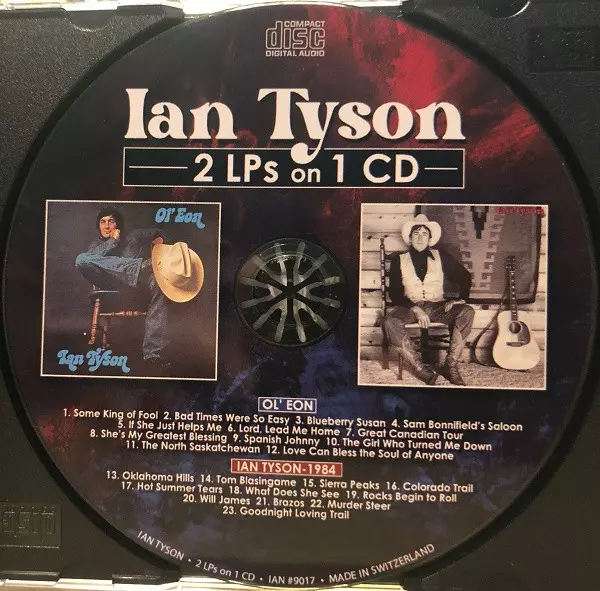 COMPACT
disc
DIGITAL AUDIO
Ian Tyson
2 LPs on 1 CD
Ol' Eon
Ian Tyson
Ian Tyson
OL' EON
1. Some King of Fool 2. Bad Times Were So Easy 3. Blueberry Susan 4. Sam Bonnifield's Saloon
5. If She Just Helps Me 6. Lord, Lead Me Home 7. Great Canadian Tour
8. She's My Greatest Blessing 9. Spanish Johnny 10. The Girl Who Turned Me Down
11. The North Saskatchewan 12. Love Can Bless the Soul of Anyone
IAN TYSON-1984
13. Oklahoma Hills 14. Tom Blasingame 15. Sierra Peaks 16. Colorado Trail
17. Hot Summer Tears 18. What Does She See 19. Rocks Begin to Roll
20. Will James 21. Brazos 22. Murder Steer
23. Goodnight Loving Trail
IAN TYSON • 2 LPs on 1 CD • IAN #9017 • MADE IN SWITZERLAND